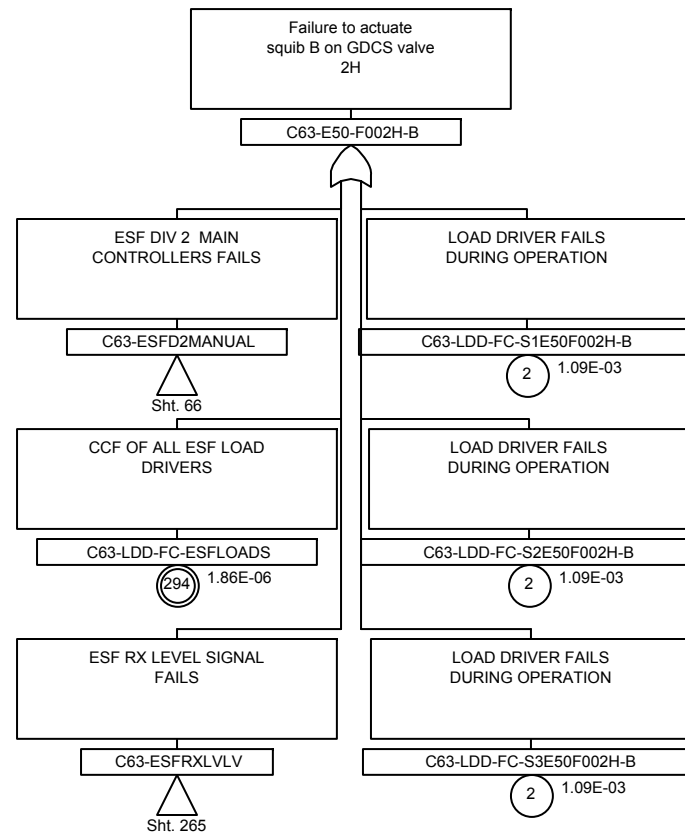 Failure to actuate
squib B on GDCS valve
2H
C63-E50-F002H-B
ESF DIV 2 MAIN
CONTROLLERS FAILS
C63-ESFD2MANUAL
Sht. 66
LOAD DRIVER FAILS
DURING OPERATION
C63-LDD-FC-S1E50F002H-B
2
1.09E-03
CCF OF ALL ESF LOAD
DRIVERS
C63-LDD-FC-ESFLOADS
294
1.86E-06
LOAD DRIVER FAILS
DURING OPERATION
C63-LDD-FC-S2E50F002H-B
2
1.09E-03
ESF RX LEVEL SIGNAL
FAILS
C63-ESFRXLVLV
Sht. 265
LOAD DRIVER FAILS
DURING OPERATION
C63-LDD-FC-S3E50F002H-B
2
1.09E-03